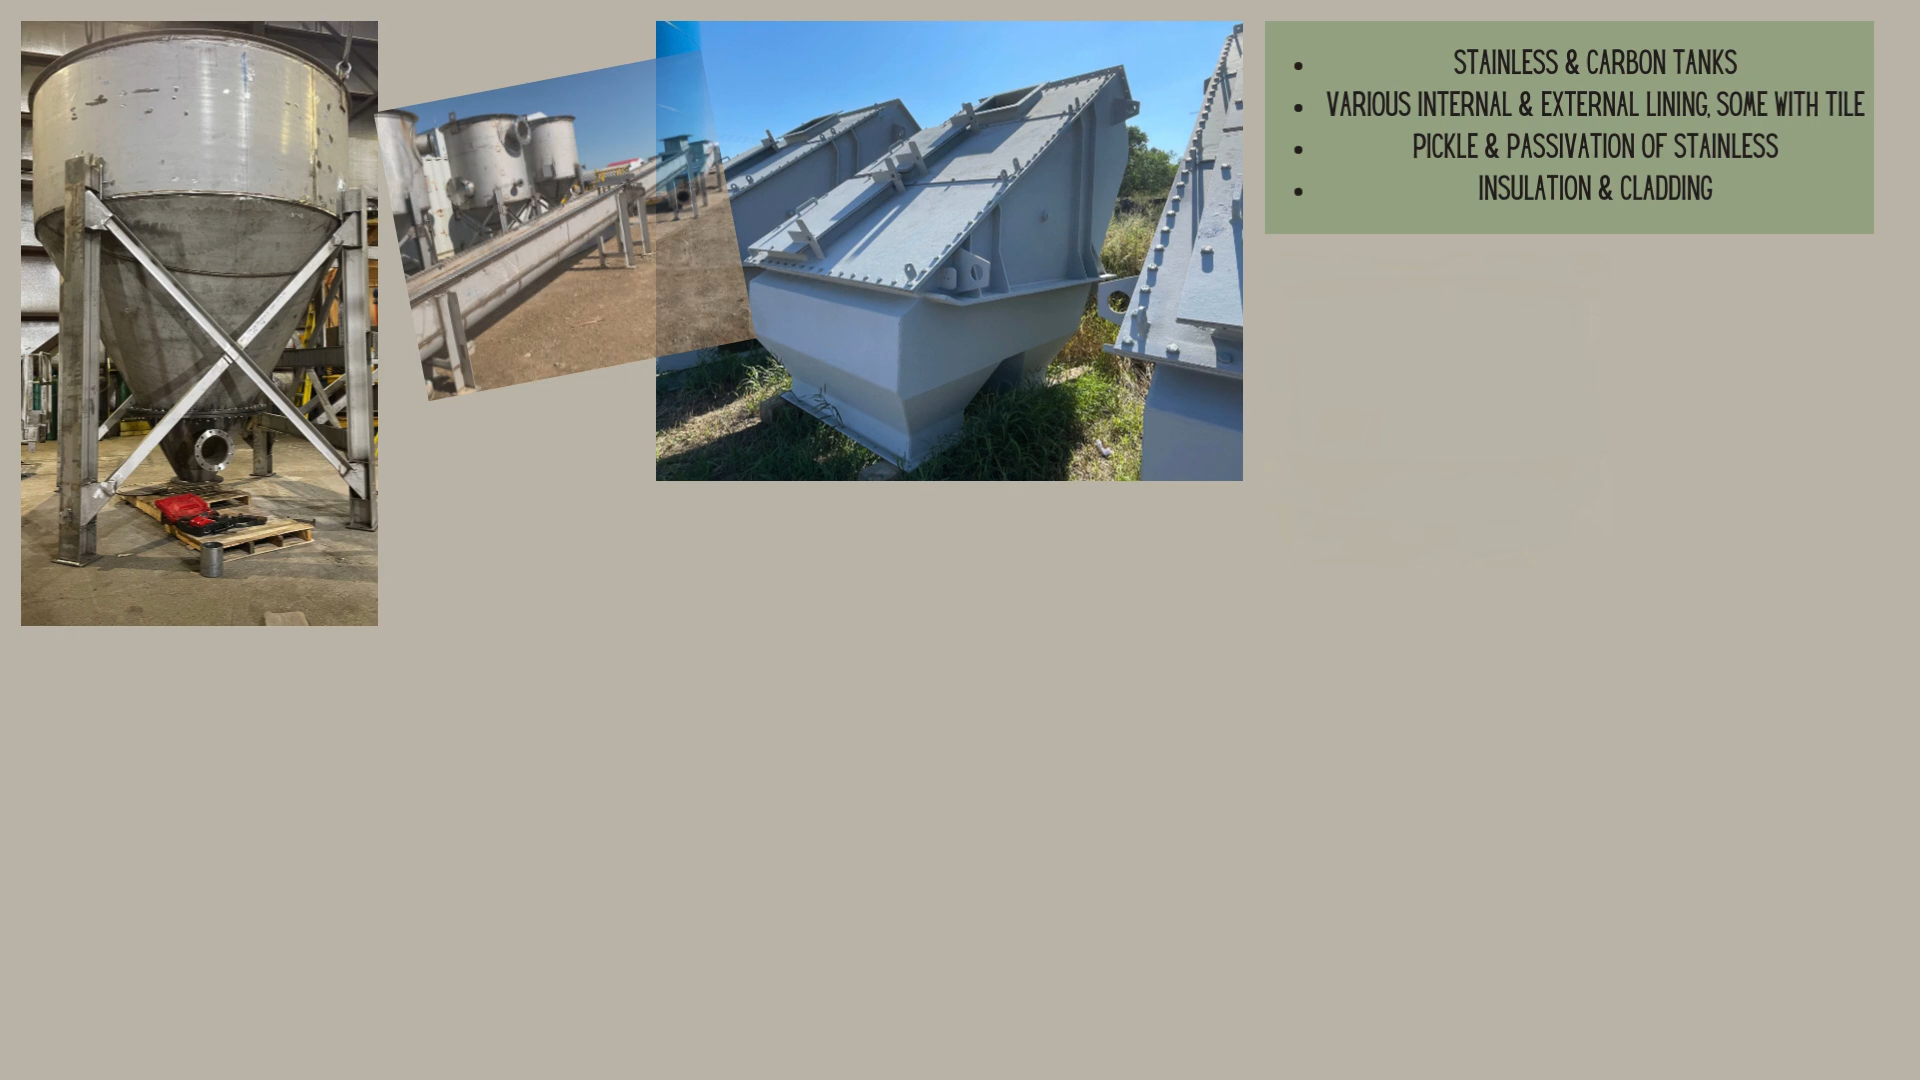 STAINLESS & CARBON TANKS
VARIOUS INTERNAL & EXTERNAL LINING, SOME WITH TILE
PICKLE & PASSIVATION OF STAINLESS
INSULATION & CLADDING